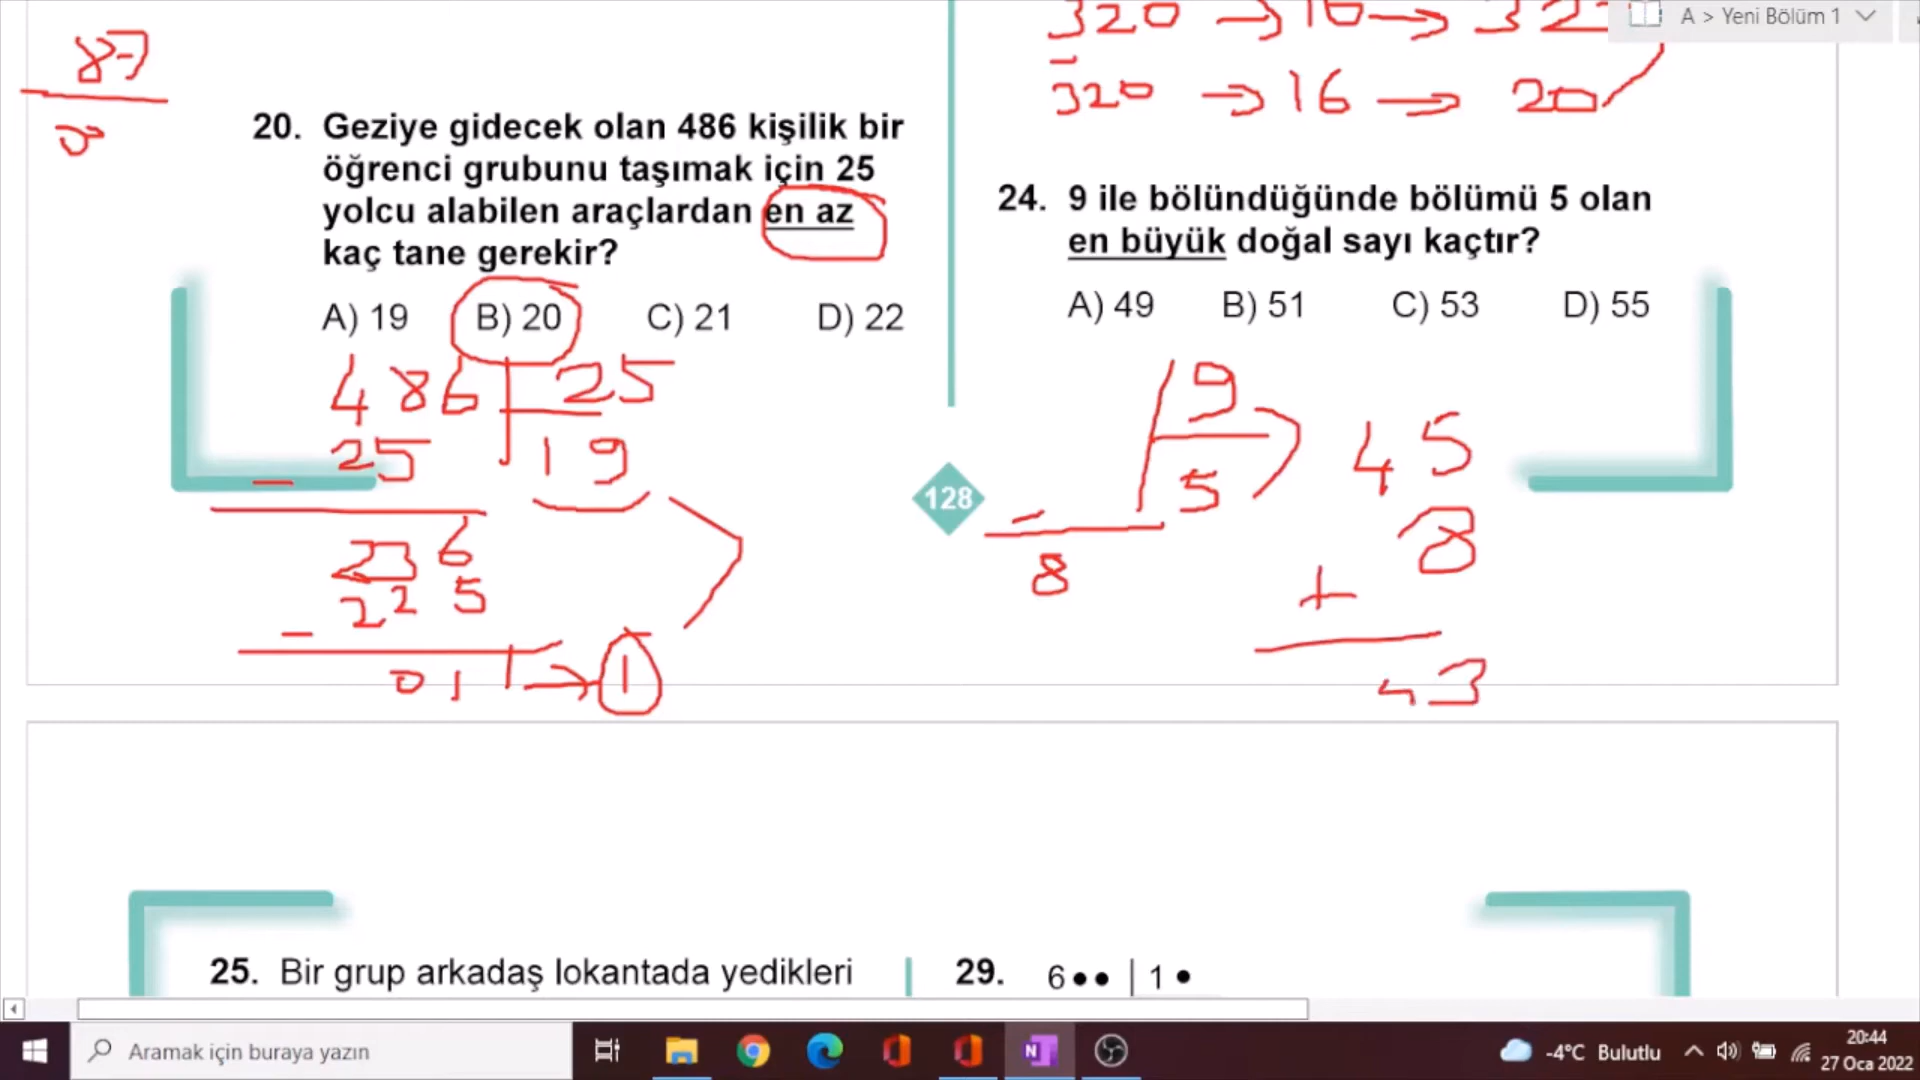 87
20. Geziye gidecek olan 486 kişilik bir
öğrenci grubunu taşımak için 25
yolcu alabilen araçlardan en az
kaç tane gerekir?
A) 19 B) 20 C) 21 D) 22
486 25
25 19
236
225
011 → 1
320 → 16 →
320 → 16 → 20
A > Yeni Bölüm 1
24. 9 ile bölündüğünde bölümü 5 olan
en büyük doğal sayı kaçtır?
A) 49 B) 51 C) 53 D) 55
9 45
5 8
8 +
43
128
25. Bir grup arkadaş lokantada yedikleri
29. 6●● | 1●
Aramak için buraya yazın
-4°C Bulutlu
20:44
27 Oca 2022